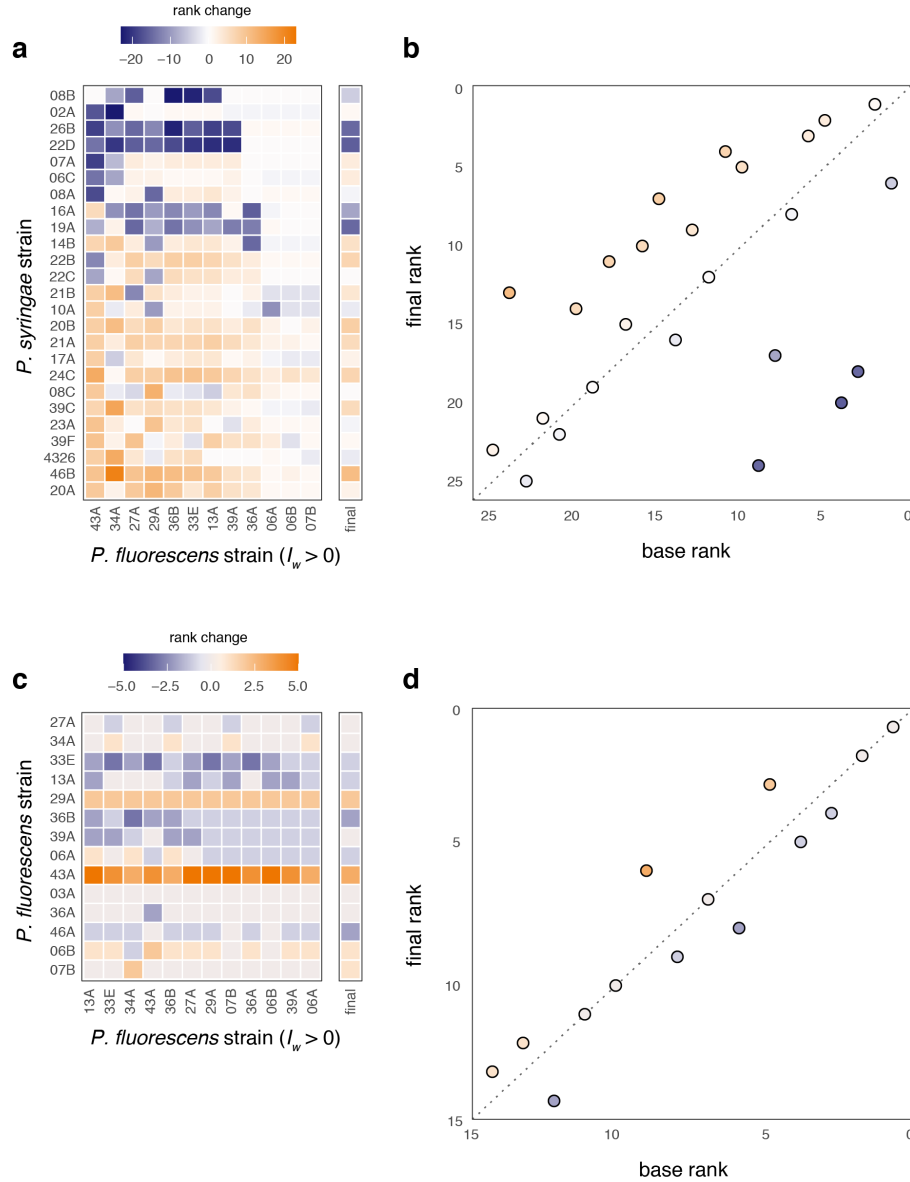 rank change
−20 −10 0 10 20
a
08B
02A
26B
22D
07A
06C
08A
16A
19A
14B
22B
22C
21B
10A
20B
21A
17A
24C
08C
39C
23A
39F
4326
46B
20A
P. syringae strain
43A 34A 27A 29A 36B 33E 13A 39A 36A 06A 06B 07B final
P. fluorescens strain (Iw > 0)
b
0
5
10
15
20
25
final rank
25 20 15 10 5 0
base rank
rank change
−5.0 −2.5 0.0 2.5 5.0
c
27A
34A
33E
13A
29A
36B
39A
06A
43A
03A
36A
46A
06B
07B
P. fluorescens strain
13A 33E 34A 43A 36B 27A 29A 07B 36A 06B 39A 06A final
P. fluorescens strain (Iw > 0)
d
0
5
10
15
final rank
15 10 5 0
base rank